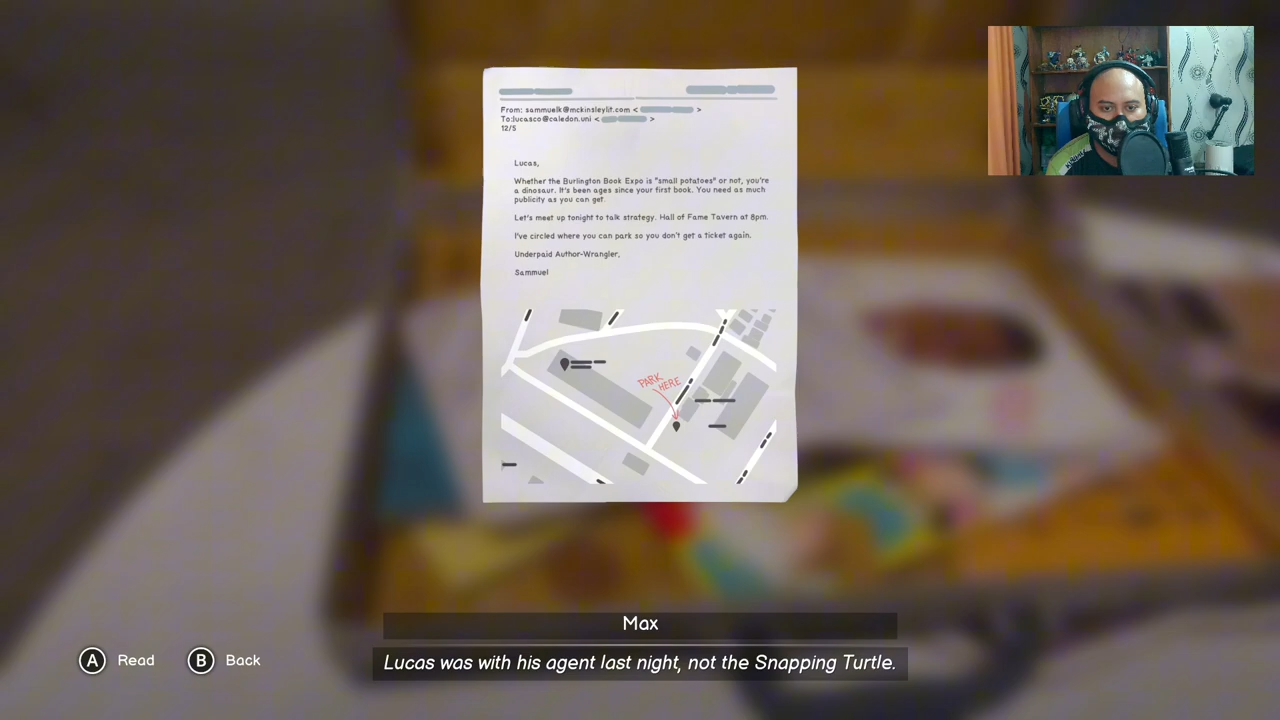 From: sammuelk@mckinsleylit.com < >
To:lucasco@caledon.uni < >
12/5
Lucas,
Whether the Burlington Book Expo is "small potatoes" or not, you're
a dinosaur. It's been ages since your first book. You need as much
publicity as you can get.
Let's meet up tonight to talk strategy. Hall of Fame Tavern at 8pm.
I've circled where you can park so you don't get a ticket again.
Underpaid Author-Wrangler,
Sammuel
PARK
HERE
Max
Lucas was with his agent last night, not the Snapping Turtle.
A Read B Back